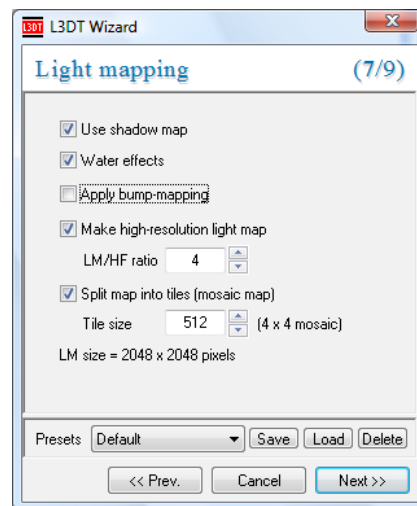 L3DT L3DT Wizard
Light mapping (7/9)
Use shadow map
Water effects
Apply bump-mapping
Make high-resolution light map
LM/HF ratio 4
Split map into tiles (mosaic map)
Tile size 512 (4 x 4 mosaic)
LM size = 2048 x 2048 pixels
Presets Default Save Load Delete
<< Prev. Cancel Next >>